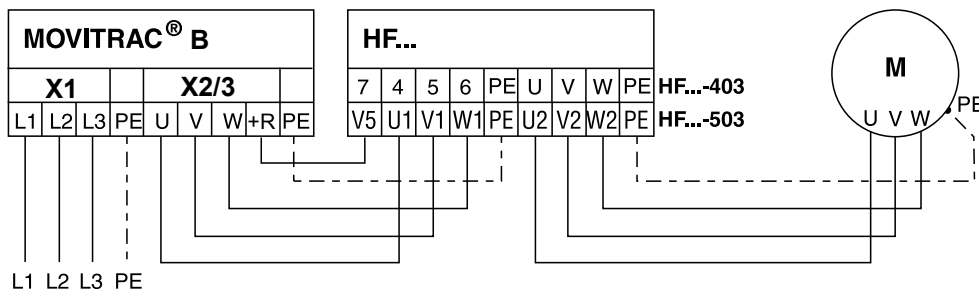 MOVITRAC® B
HF...
M
X1 X2/3
7 4 5 6 PE U V W PE HF...-403
L1 L2 L3 PE U V W +R PE
V5 U1 V1 W1 PE U2 V2 W2 PE HF...-503
PE
U V W
L1 L2 L3 PE